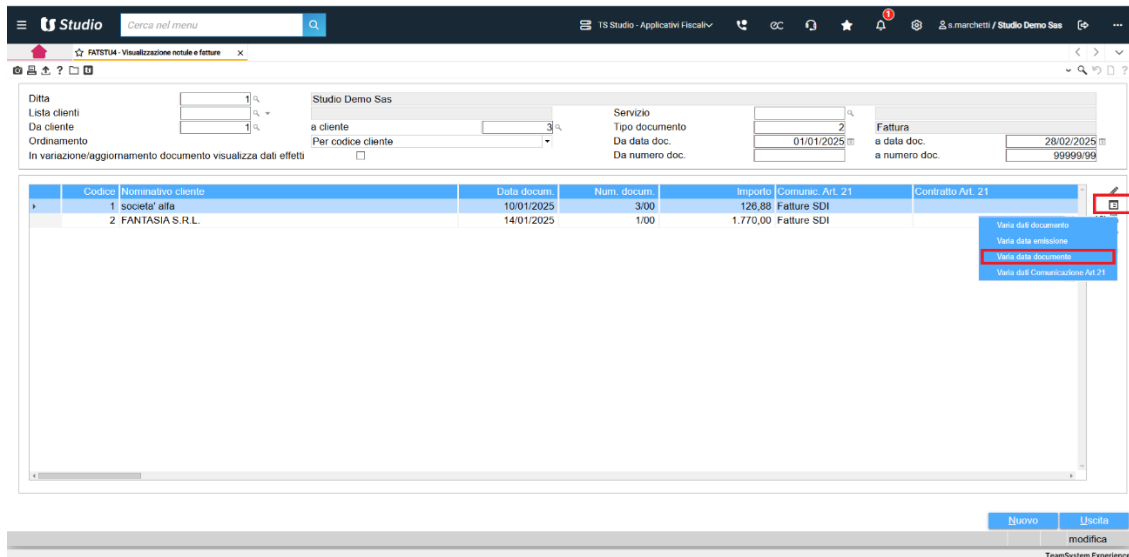 Studio Cerca nel menu TS Studio - Applicativi Fiscali 1 s.marchetti / Studio Demo Sas
FATSTU4 - Visualizzazione notule e fatture X
Ditta 1 Studio Demo Sas
Lista clienti Servizio
Da cliente 1 a cliente 3 Tipo documento 2 Fattura
Ordinamento Per codice cliente Da data doc. 01/01/2025 a data doc. 28/02/2025
In variazione/aggiornamento documento visualizza dati effetti Da numero doc. a numero doc. 99999/99
Codice Nominativo cliente Data docum. Num. docum. Importo Comunic. Art. 21 Contratto Art. 21
1 societa' alfa 10/01/2025 3/00 126,88 Fatture SDI
2 FANTASIA S.R.L. 14/01/2025 1/00 1.770,00 Fatture SDI
Varia dati documento
Varia data emissione
Varia data documento
Varia dati Comunicazione Art.21
Nuovo Uscita
modifica
TeamSystem Experience